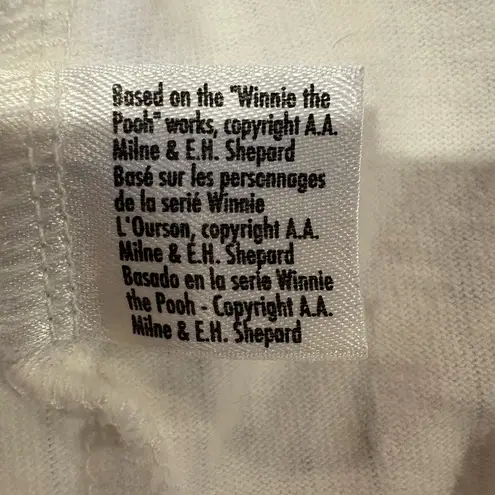 Based on the "Winnie the
Pooh" works, copyright A.A.
Milne & E.H. Shepard
Basé sur les personnages
de la serié Winnie
L'Ourson, copyright A.A.
Milne & E.H. Shepard
Basado en la serie Winnie
the Pooh - Copyright A.A.
Milne & E.H. Shepard